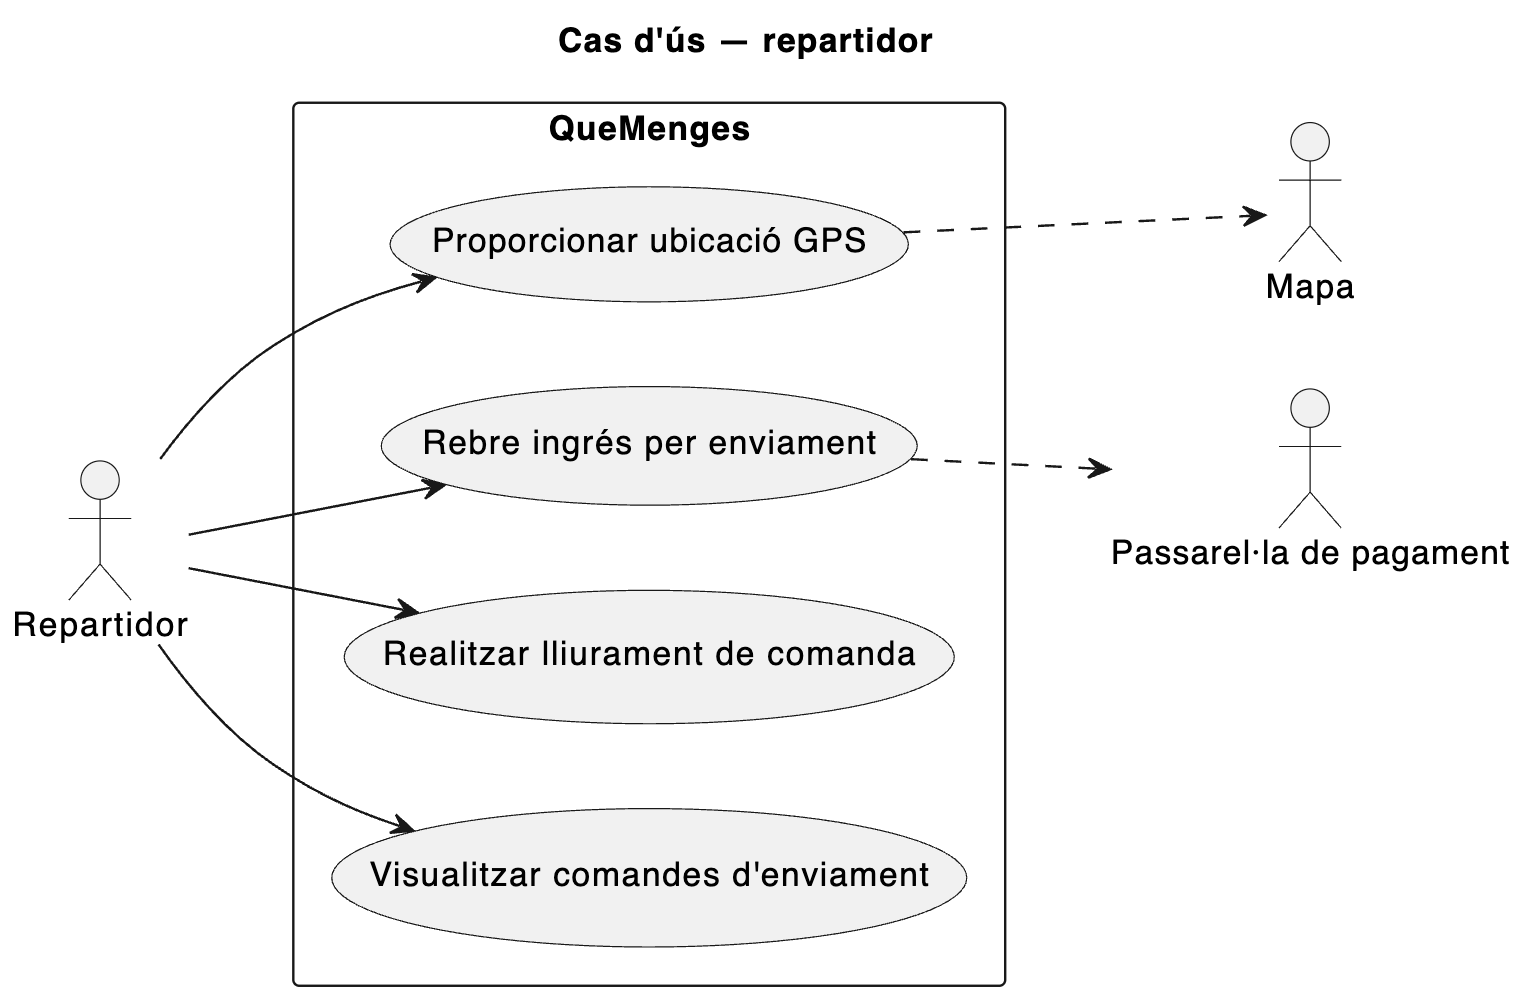 Cas d'ús — repartidor
QueMenges
Proporcionar ubicació GPS
Mapa
Rebre ingrés per enviament
Passarel·la de pagament
Repartidor
Realitzar lliurament de comanda
Visualitzar comandes d'enviament